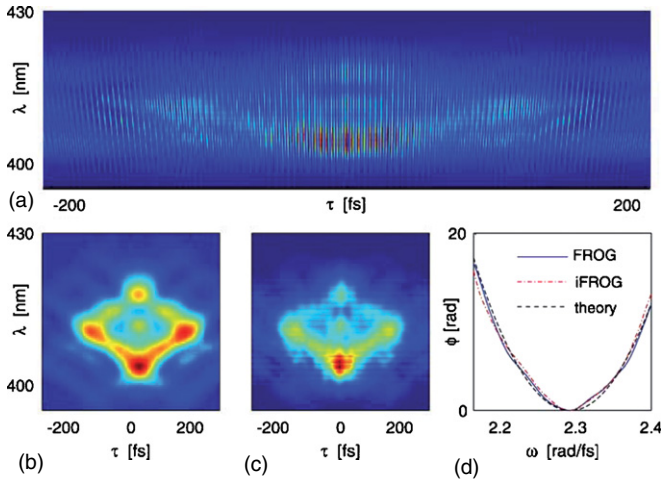 430
λ [nm]
400
(a)
-200
τ [fs]
200
430
λ [nm]
400
-200
0
200
τ [fs]
(b)
-200
0
200
τ [fs]
(c)
20
ϕ [rad]
0
FROG
iFROG
theory
2.2
2.3
2.4
ω [rad/fs]
(d)